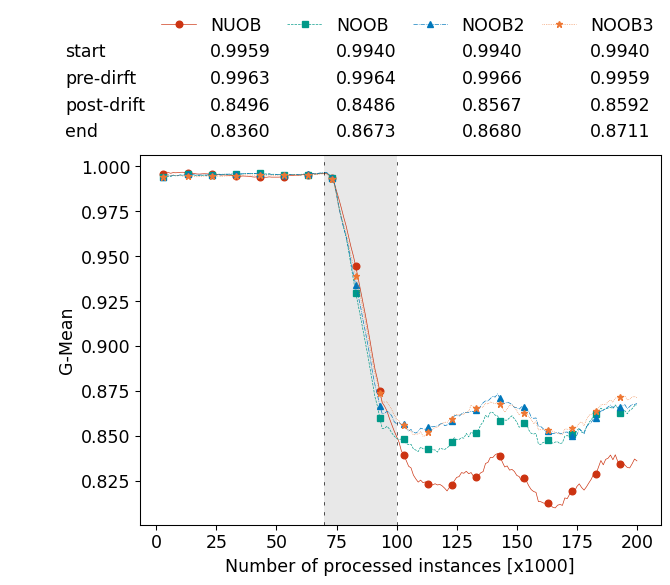 NUOB NOOB NOOB2 NOOB3
start 0.9959 0.9940 0.9940 0.9940
pre-dirft 0.9963 0.9964 0.9966 0.9959
post-drift 0.8496 0.8486 0.8567 0.8592
end 0.8360 0.8673 0.8680 0.8711
1.000
0.975
0.950
0.925
0.900
0.875
0.850
0.825
G-Mean
0 25 50 75 100 125 150 175 200
Number of processed instances [x1000]